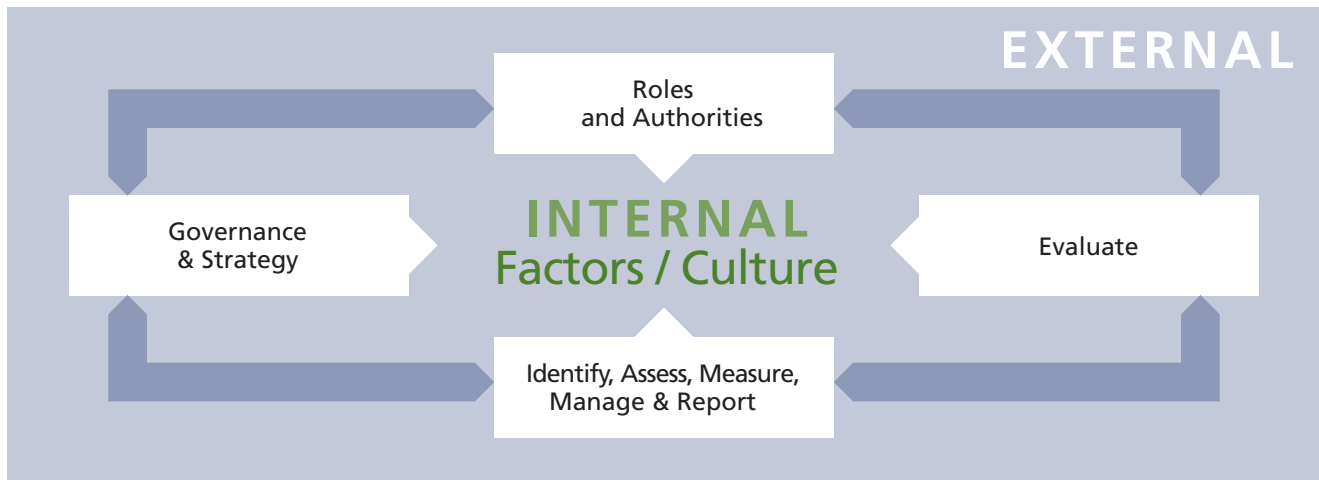 EXTERNAL
Roles
and Authorities
Governance
& Strategy
INTERNAL
Factors / Culture
Evaluate
Identify, Assess, Measure,
Manage & Report